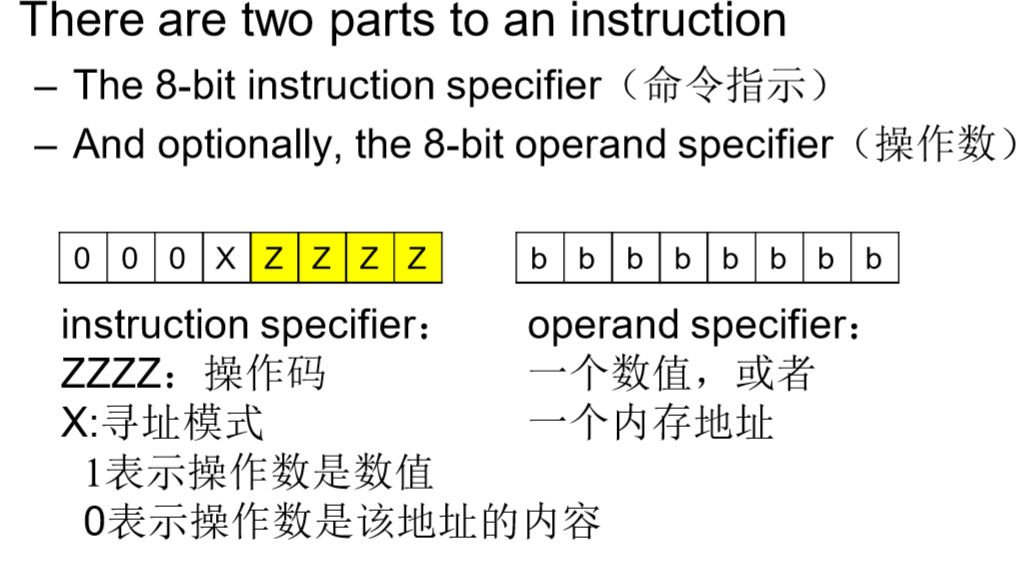 There are two parts to an instruction
– The 8-bit instruction specifier（命令指示）
– And optionally, the 8-bit operand specifier（操作数）
0 0 0 X Z Z Z Z
b b b b b b b b
instruction specifier：
ZZZZ：操作码
X:寻址模式
1表示操作数是数值
0表示操作数是该地址的内容
operand specifier：
一个数值，或者
一个内存地址